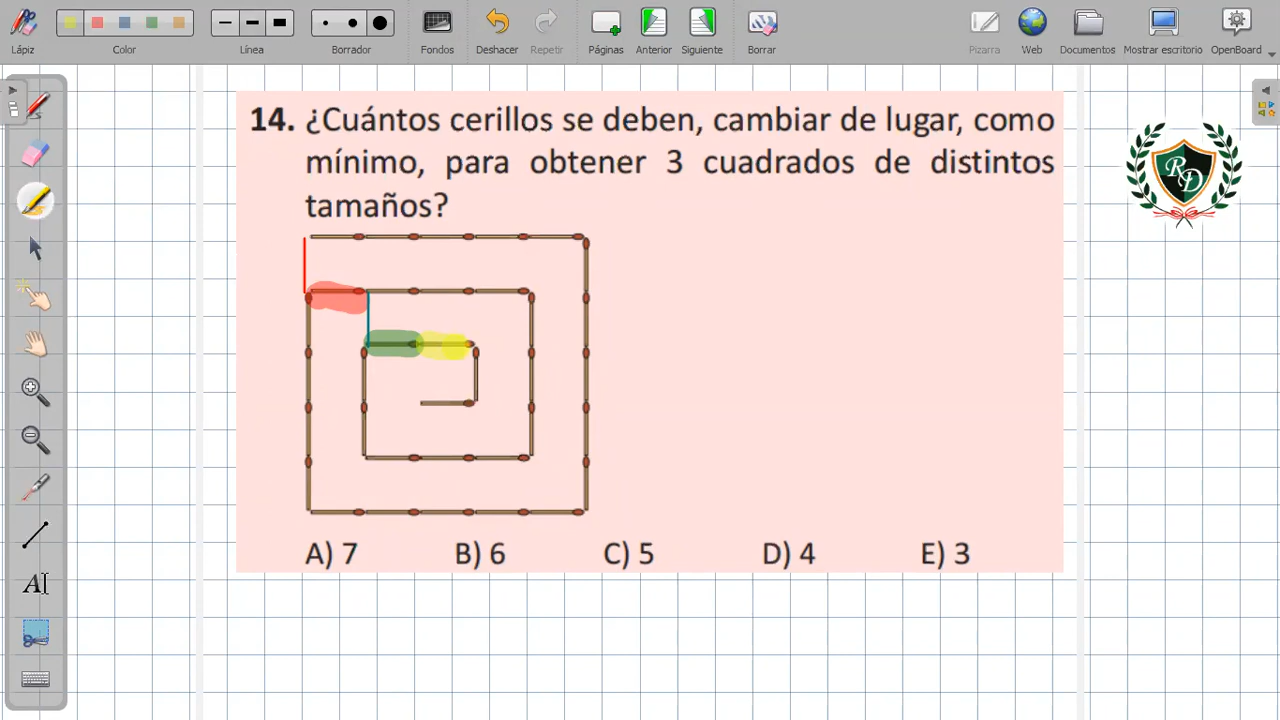 Lápiz Color Línea Borrador Fondos Deshacer Repetir Páginas Anterior Siguiente Borrar Pizarra Web Documentos Mostrar escritorio OpenBoard
14. ¿Cuántos cerillos se deben, cambiar de lugar, como
mínimo, para obtener 3 cuadrados de distintos
tamaños?
RD
A) 7 B) 6 C) 5 D) 4 E) 3
AI